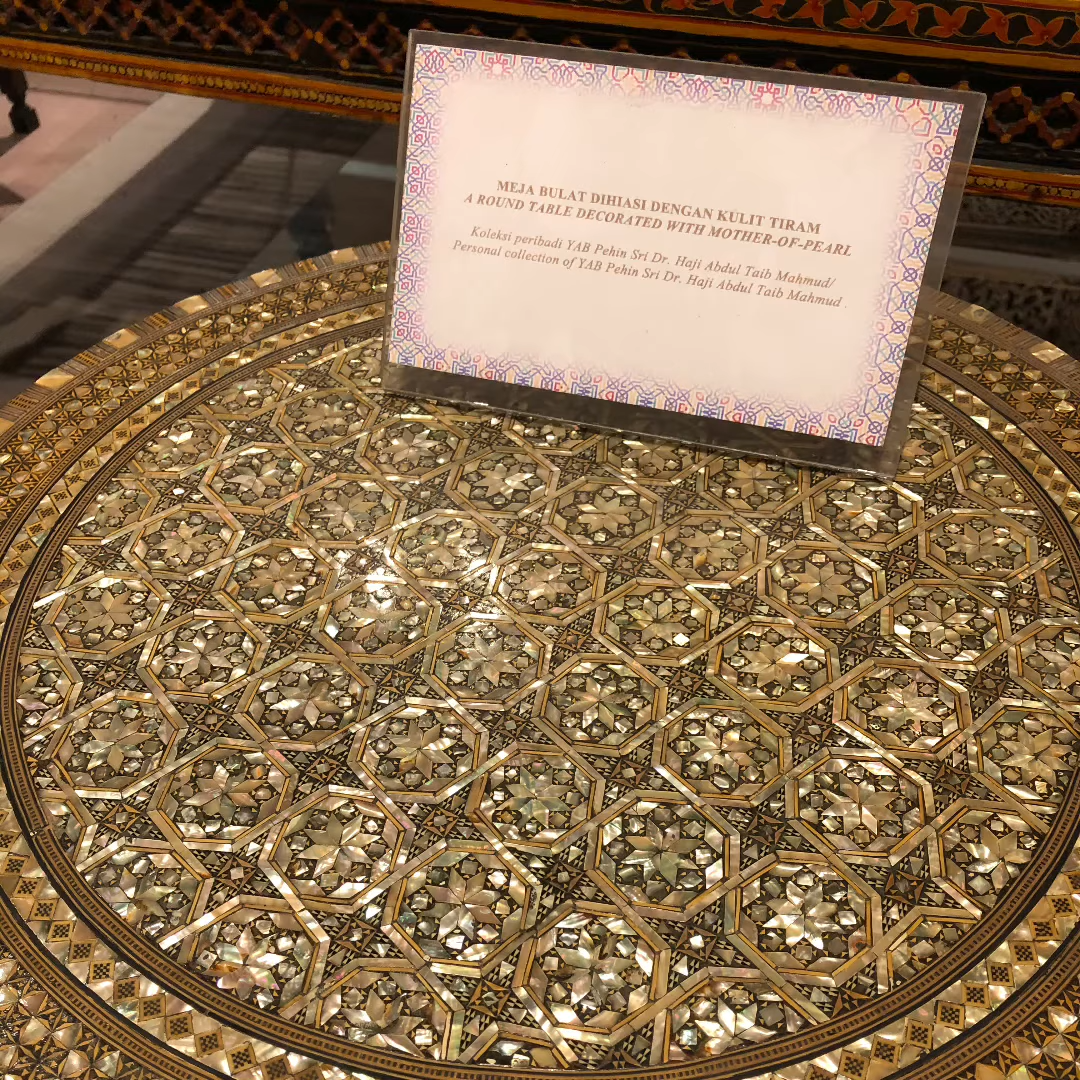 MEJA BULAT DIHIASI DENGAN KULIT TIRAM
A ROUND TABLE DECORATED WITH MOTHER-OF-PEARL
Koleksi peribadi YAB Pehin Sri Dr. Haji Abdul Taib Mahmud/
Personal collection of YAB Pehin Sri Dr. Haji Abdul Taib Mahmud